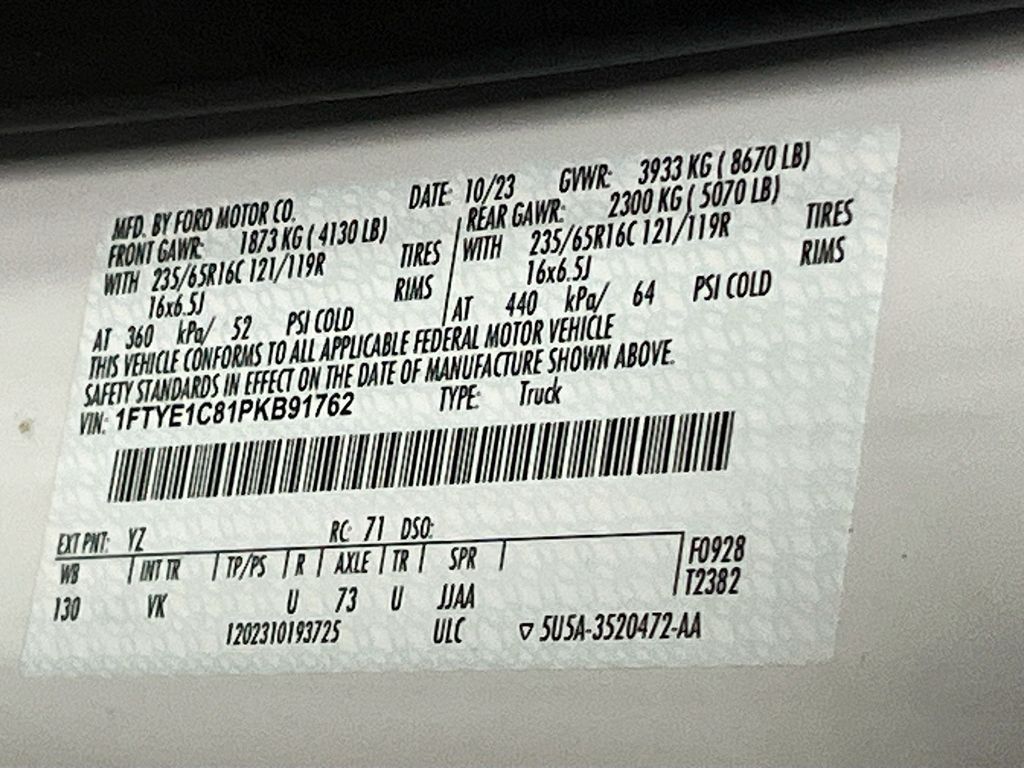 MFD. BY FORD MOTOR CO. DATE: 10/23 GVWR: 3933 KG ( 8670 LB)
FRONT GAWR: 1873 KG ( 4130 LB) REAR GAWR: 2300 KG ( 5070 LB)
WITH 235/65R16C 121/119R TIRES WITH 235/65R16C 121/119R TIRES
16x6.5J RIMS 16x6.5J RIMS
AT 360 kPa/ 52 PSI COLD AT 440 kPa/ 64 PSI COLD
THIS VEHICLE CONFORMS TO ALL APPLICABLE FEDERAL MOTOR VEHICLE
SAFETY STANDARDS IN EFFECT ON THE DATE OF MANUFACTURE SHOWN ABOVE.
VIN: 1FTYE1C81PKB91762 TYPE: Truck
EXT PNT: YZ RC: 71 DSO:
WB INT TR TP/PS R AXLE TR SPR F0928
130 VK U 73 U JJAA T2382
1202310193725 ULC ▽ 5U5A-3520472-AA